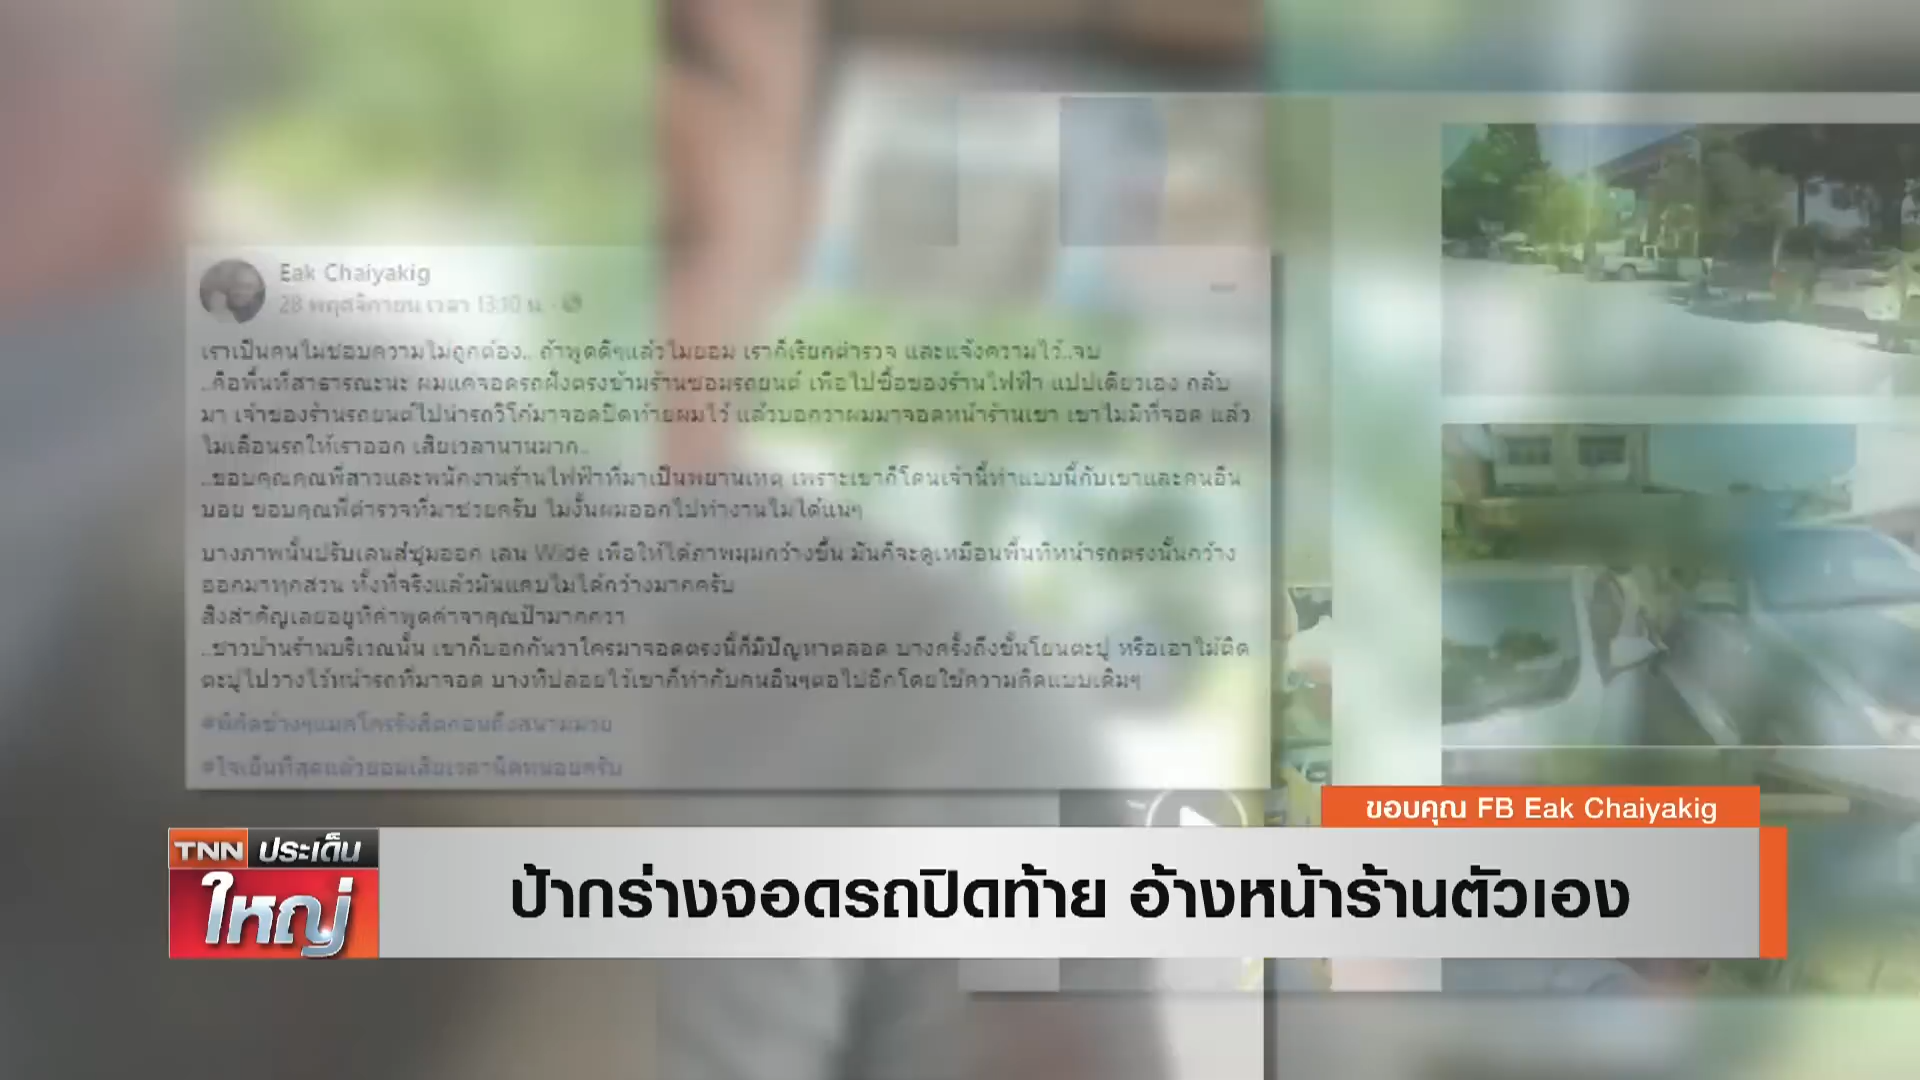 Eak Chaiyakig
28 พฤศจิกายน เวลา 13:10 น.
เราเป็นคนไม่ชอบความไม่ถูกต้อง.. ถ้าพูดดีๆแล้วไม่ยอม เราก็เรียกตำรวจ และแจ้งความไว้..จบ
..คือพื้นที่สาธารณะนะ ผมแค่จอดรถฝั่งตรงข้ามร้านซ่อมรถยนต์ เพื่อไปซื้อของร้านไฟฟ้า แปปเดียวเอง กลับ
มา เจ้าของร้านรถยนต์ไปนำรถวีโก้มาจอดปิดท้ายผมไว้ แล้วบอกว่าผมมาจอดหน้าร้านเขา เขาไม่มีที่จอด แล้ว
ไม่เลื่อนรถให้เราออก เสียเวลานานมาก..
..ขอบคุณคุณพี่สาวและพนักงานร้านไฟฟ้าที่มาเป็นพยานเหตุ เพราะเขาก็โดนเจ้านี้ทำแบบนี้กับเขาและคนอื่น
บ่อย ขอบคุณพี่ตำรวจที่มาช่วยครับ ไม่งั้นผมออกไปทำงานไม่ได้แน่ๆ
บางภาพนั้นปรับเลนส์ซูมออก เลน Wide เพื่อให้ได้ภาพมุมกว้างขึ้น มันก็จะดูเหมือนพื้นที่หน้ารถตรงนั้นกว้าง
ออกมาทุกส่วน ทั้งที่จริงแล้วมันแคบไม่ได้กว้างมากครับ
สิ่งสำคัญเลยอยู่ที่คำพูดคำจาคุณป้ามากกว่า
..ชาวบ้านร้านบริเวณนั้น เขาก็บอกกันว่าใครมาจอดตรงนี้ก็มีปัญหาตลอด บางครั้งถึงขั้นโยนตะปู หรือเอาไม้ติด
ตะปูไปวางไว้หน้ารถที่มาจอด บางทีปล่อยไว้เขาก็ทำกับคนอื่นๆต่อไปอีกโดยใช้ความคิดแบบเดิมๆ
#ใจเย็นที่สุดแล้วยอมเสียเวลานิดหน่อยครับ
ขอบคุณ FB Eak Chaiyakig
TNN ประเด็น
ใหญ่
ป้ากร่างจอดรถปิดท้าย อ้างหน้าร้านตัวเอง